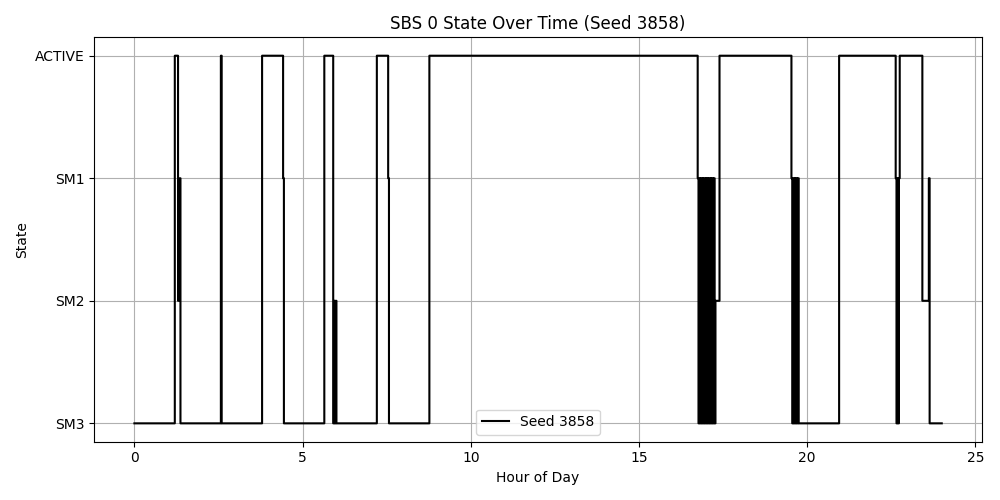 SBS 0 State Over Time (Seed 3858)
ACTIVE
SM1
SM2
SM3
State
Seed 3858
0 5 10 15 20 25
Hour of Day